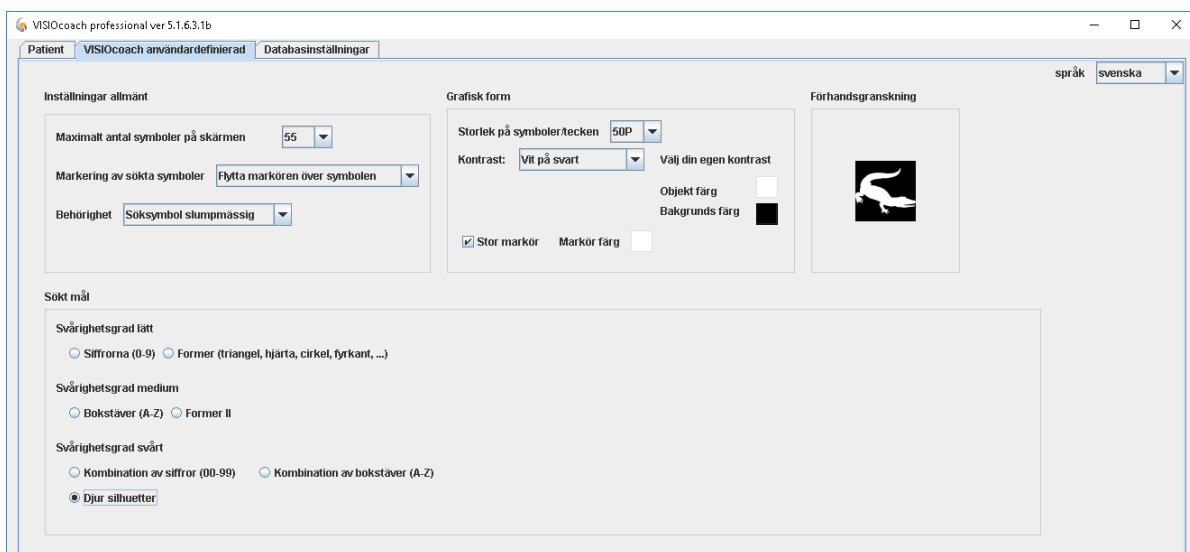 VISIOcoach professional ver 5.1.6.3.1b
Patient VISIOcoach användardefinierad Databasinställningar
språk svenska
Inställningar allmänt
Maximalt antal symboler på skärmen 55
Markering av sökta symboler Flytta markören över symbolen
Behörighet Söksymbol slumpmässig
Grafisk form
Storlek på symboler/tecken 50P
Kontrast: Vit på svart Välj din egen kontrast
Objekt färg
Bakgrunds färg
Stor markör Markör färg
Förhandsgranskning
Sökt mål
Svårighetsgrad lätt
Siffrorna (0-9) Former (triangel, hjärta, cirkel, fyrkant, ...)
Svårighetsgrad medium
Bokstäver (A-Z) Former II
Svårighetsgrad svårt
Kombination av siffror (00-99) Kombination av bokstäver (A-Z)
Djur silhuetter